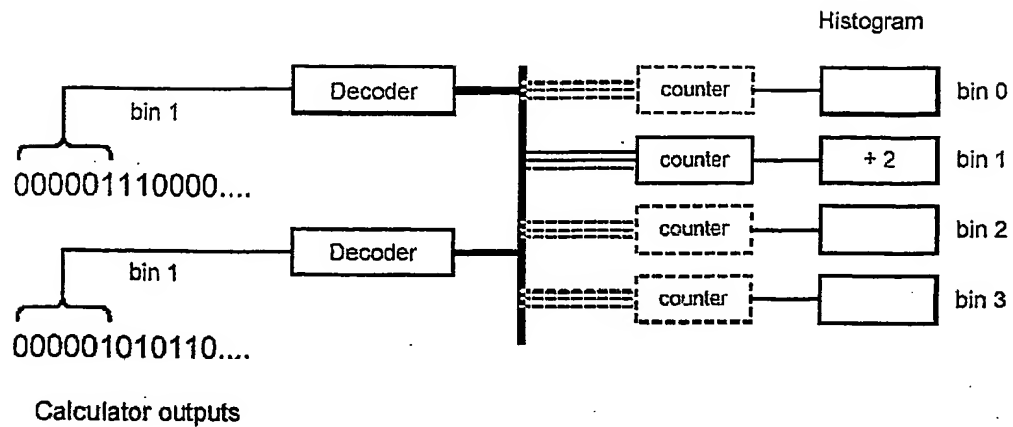 Histogram
Decoder
counter
bin 0
bin 1
000001110000....
counter
+ 2
bin 1
counter
bin 2
Decoder
bin 1
counter
bin 3
000001010110....
Calculator outputs